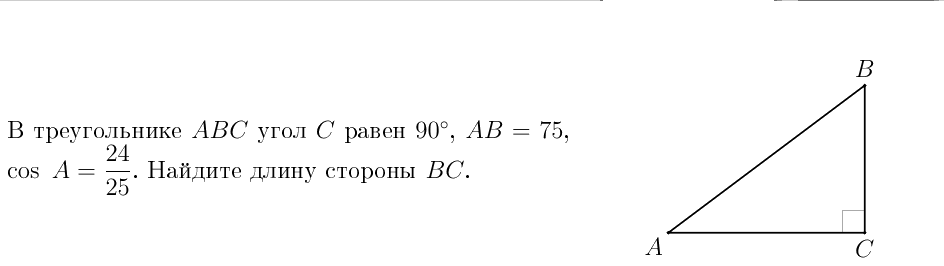 В треугольнике ABC угол C равен 90°, AB = 75,
cos A = 24/25. Найдите длину стороны BC.
B
A
C